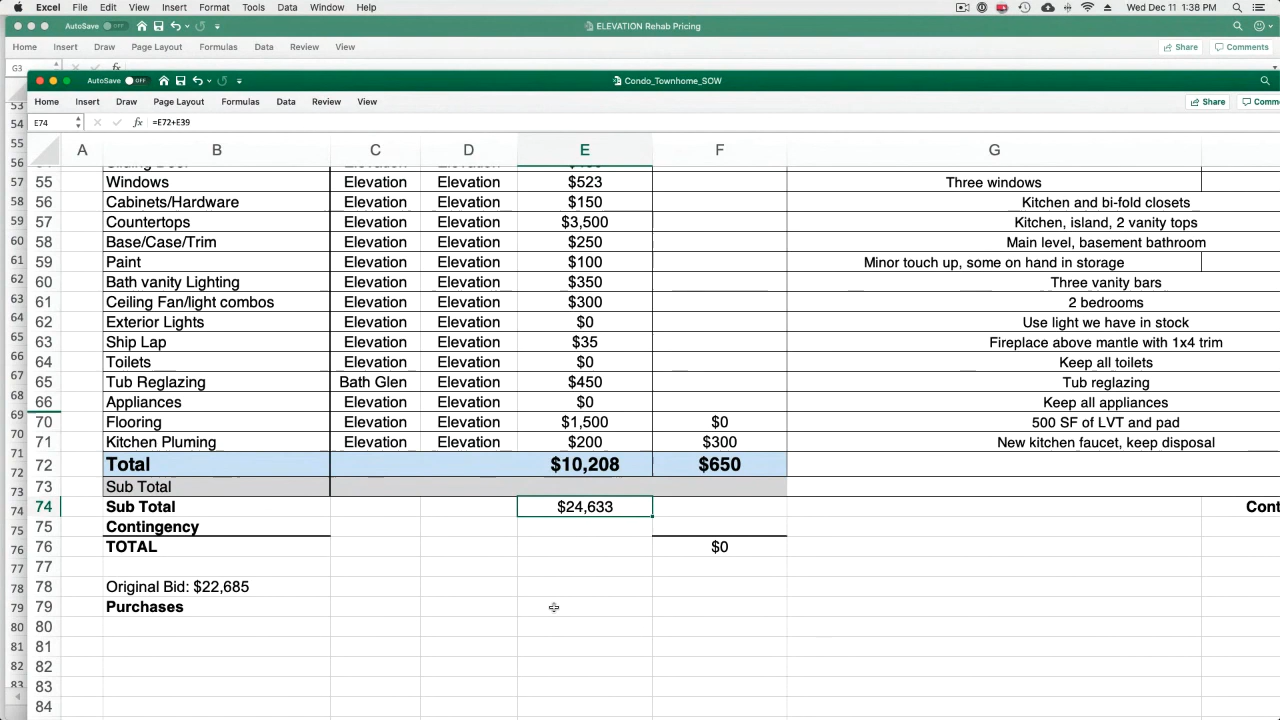 Excel File Edit View Insert Format Tools Data Window Help Wed Dec 11 1:38 PM
AutoSave OFF ELEVATION Rehab Pricing
Home Insert Draw Page Layout Formulas Data Review View Share Comments
G3 fx
AutoSave OFF Condo_Townhome_SOW
Home Insert Draw Page Layout Formulas Data Review View Share Comm
E74 fx =E72+E39
A B C D E F G
55 Windows Elevation Elevation $523 Three windows
56 Cabinets/Hardware Elevation Elevation $150 Kitchen and bi-fold closets
57 Countertops Elevation Elevation $3,500 Kitchen, island, 2 vanity tops
58 Base/Case/Trim Elevation Elevation $250 Main level, basement bathroom
59 Paint Elevation Elevation $100 Minor touch up, some on hand in storage
60 Bath vanity Lighting Elevation Elevation $350 Three vanity bars
61 Ceiling Fan/light combos Elevation Elevation $300 2 bedrooms
62 Exterior Lights Elevation Elevation $0 Use light we have in stock
63 Ship Lap Elevation Elevation $35 Fireplace above mantle with 1x4 trim
64 Toilets Elevation Elevation $0 Keep all toilets
65 Tub Reglazing Bath Glen Elevation $450 Tub reglazing
66 Appliances Elevation Elevation $0 Keep all appliances
70 Flooring Elevation Elevation $1,500 $0 500 SF of LVT and pad
71 Kitchen Pluming Elevation Elevation $200 $300 New kitchen faucet, keep disposal
72 Total $10,208 $650
73 Sub Total
74 Sub Total $24,633 Cont
75 Contingency
76 TOTAL $0
77
78 Original Bid: $22,685
79 Purchases
80
81
82
83
84